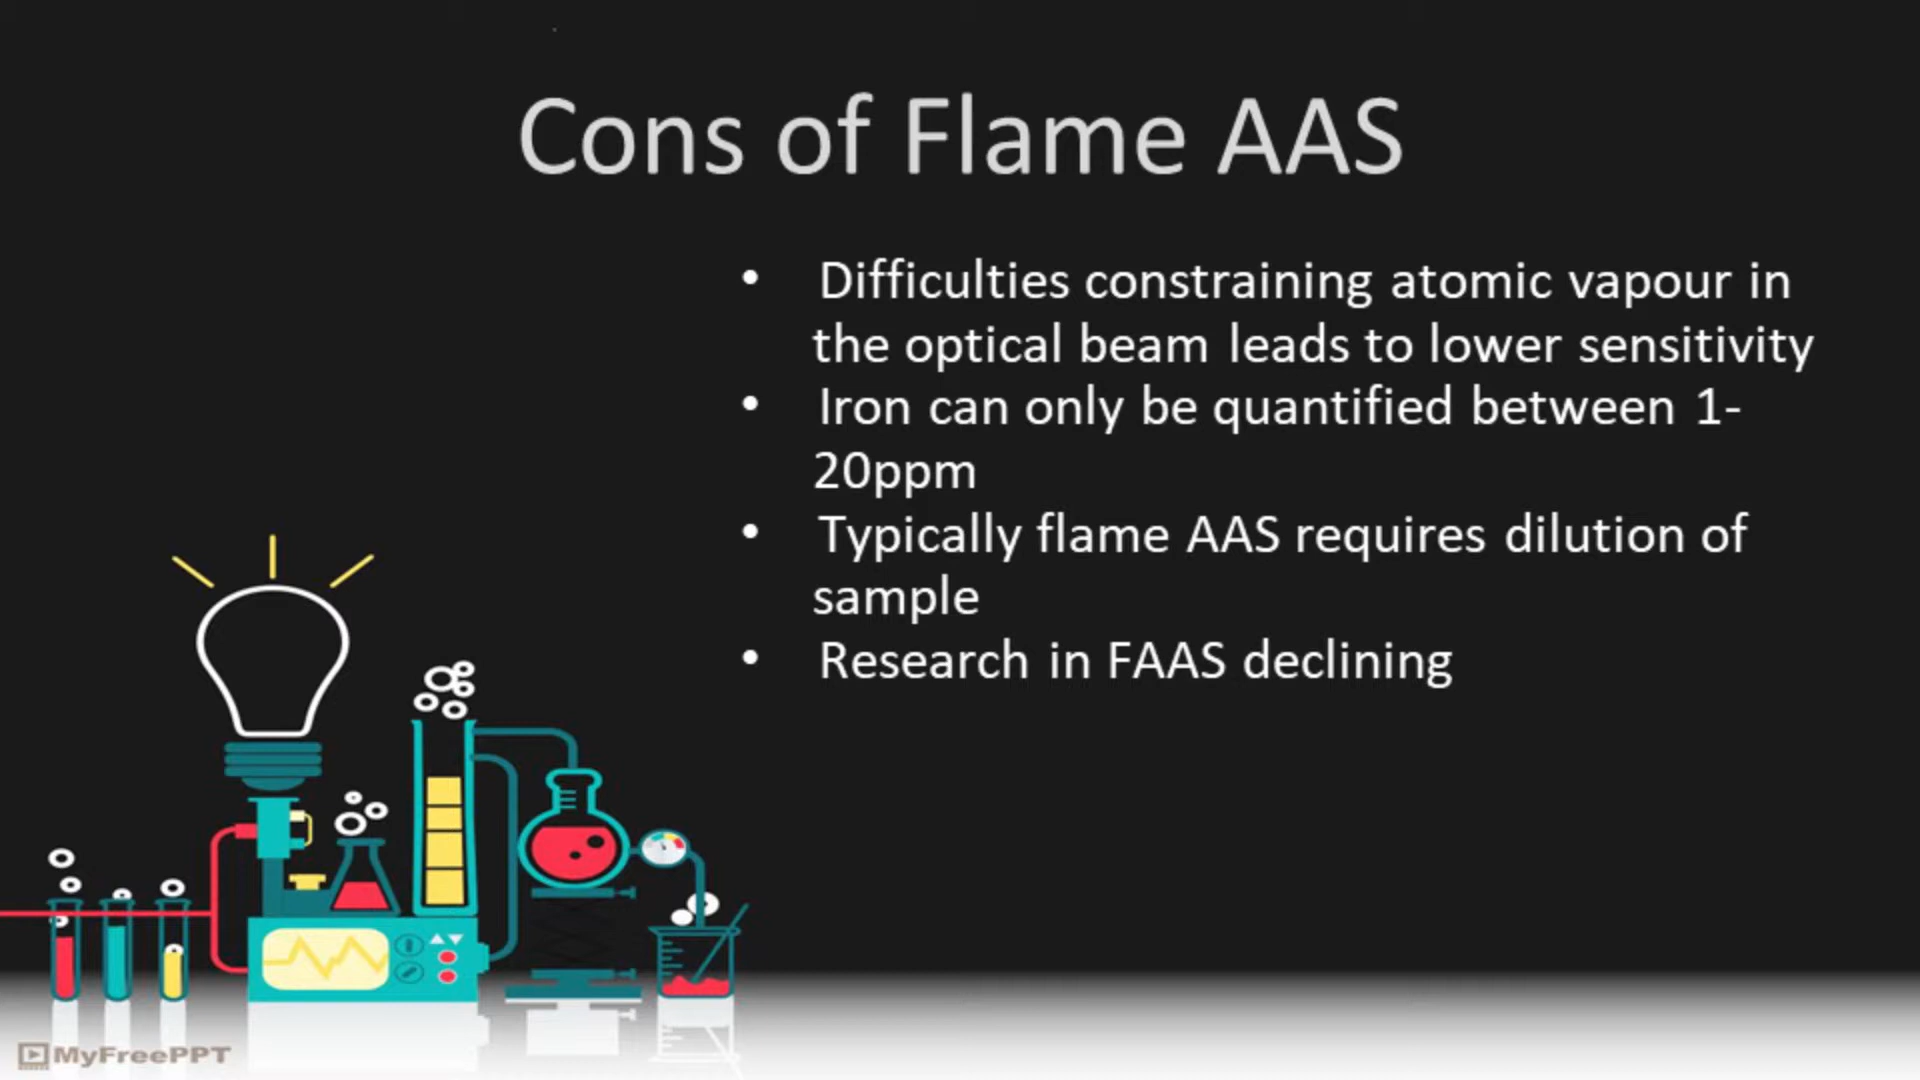 Cons of Flame AAS
• Difficulties constraining atomic vapour in
the optical beam leads to lower sensitivity
• Iron can only be quantified between 1-
20ppm
• Typically flame AAS requires dilution of
sample
• Research in FAAS declining
MyFreePPT